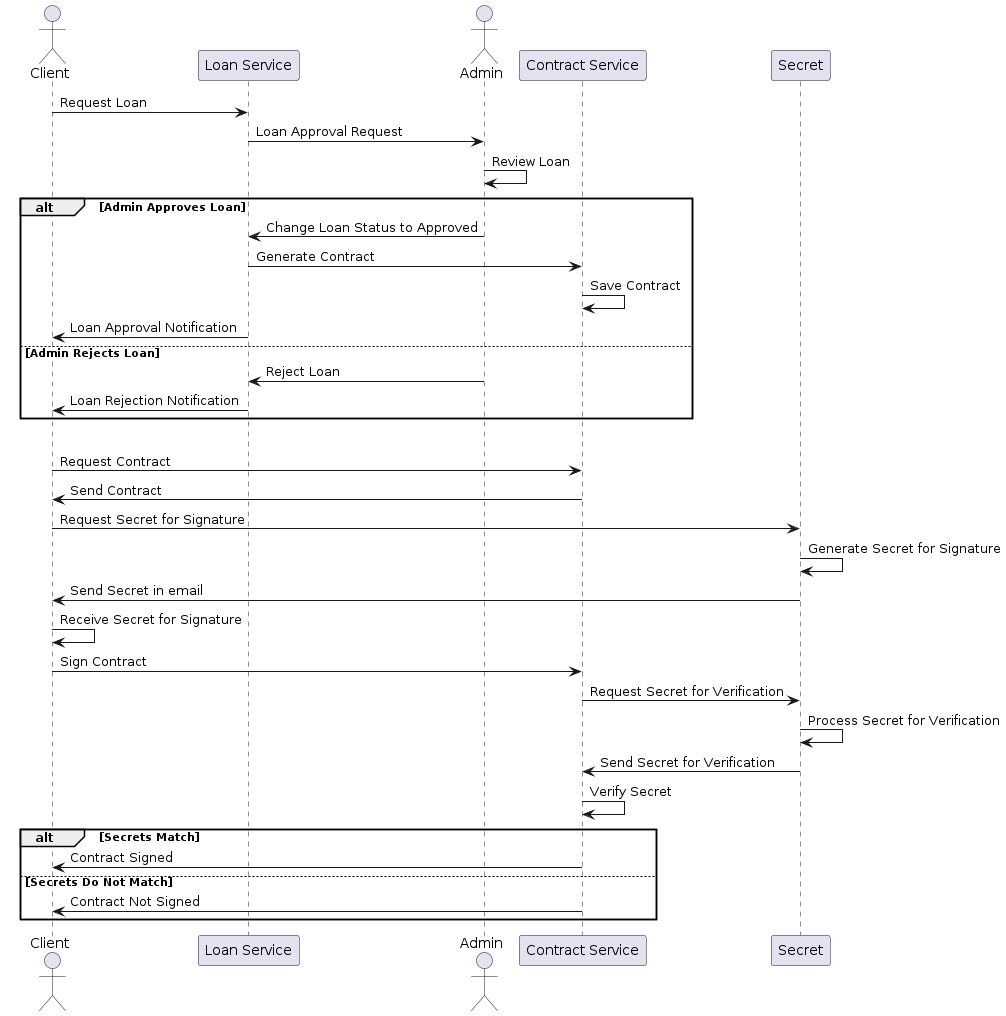 Client
Loan Service
Admin
Contract Service
Secret
Request Loan
Loan Approval Request
Review Loan
alt
[Admin Approves Loan]
Change Loan Status to Approved
Generate Contract
Save Contract
Loan Approval Notification
[Admin Rejects Loan]
Reject Loan
Loan Rejection Notification
Request Contract
Send Contract
Request Secret for Signature
Generate Secret for Signature
Send Secret in email
Receive Secret for Signature
Sign Contract
Request Secret for Verification
Process Secret for Verification
Send Secret for Verification
Verify Secret
alt
[Secrets Match]
Contract Signed
[Secrets Do Not Match]
Contract Not Signed
Client
Loan Service
Admin
Contract Service
Secret